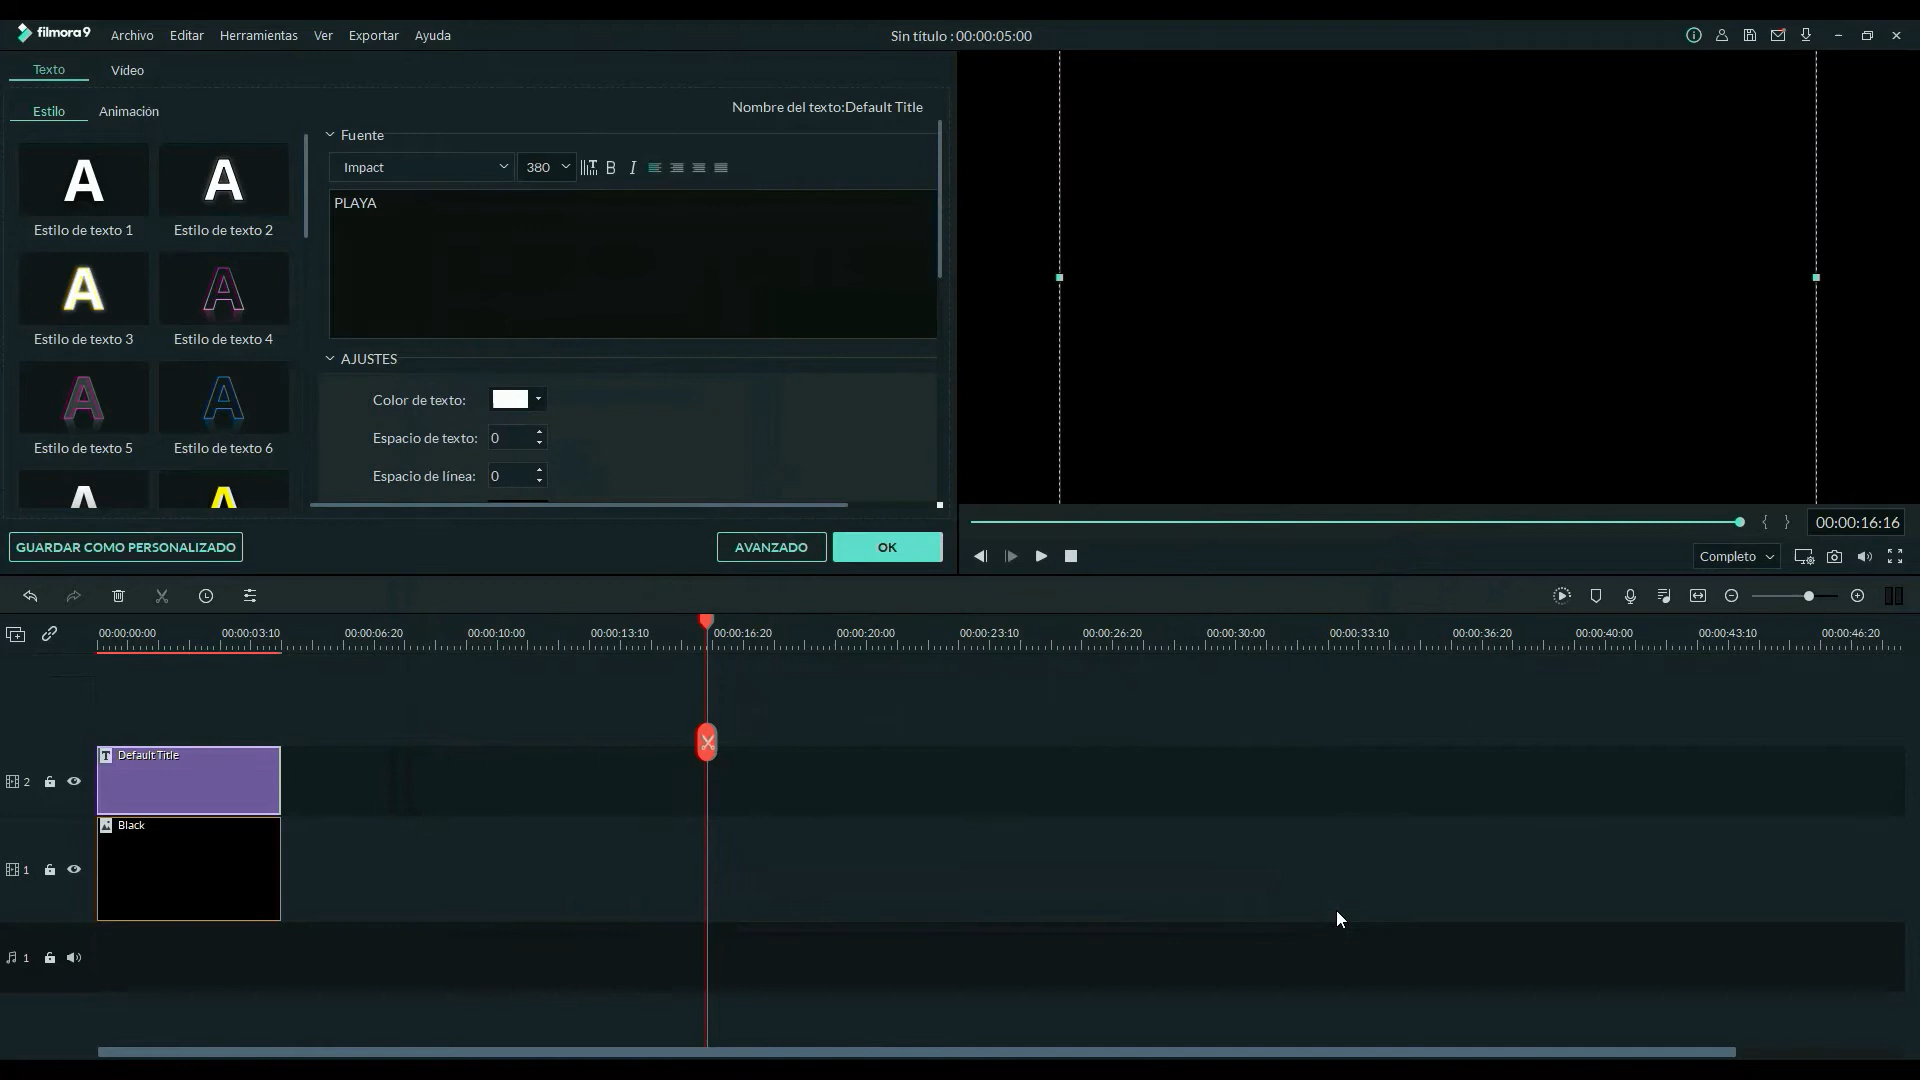 filmora9 Archivo Editar Herramientas Ver Exportar Ayuda Sin título : 00:00:05:00
Texto Vídeo
Estilo Animación Nombre del texto:Default Title
Estilo de texto 1 Estilo de texto 2
Estilo de texto 3 Estilo de texto 4
Estilo de texto 5 Estilo de texto 6
Fuente
Impact 380 B I
PLAYA
AJUSTES
Color de texto:
Espacio de texto: 0
Espacio de línea: 0
GUARDAR COMO PERSONALIZADO AVANZADO OK
{ } 00:00:16:16
Completo
00:00:00:00 00:00:03:10 00:00:06:20 00:00:10:00 00:00:13:10 00:00:16:20 00:00:20:00 00:00:23:10 00:00:26:20 00:00:30:00 00:00:33:10 00:00:36:20 00:00:40:00 00:00:43:10 00:00:46:20
T Default Title
2
Black
1
1